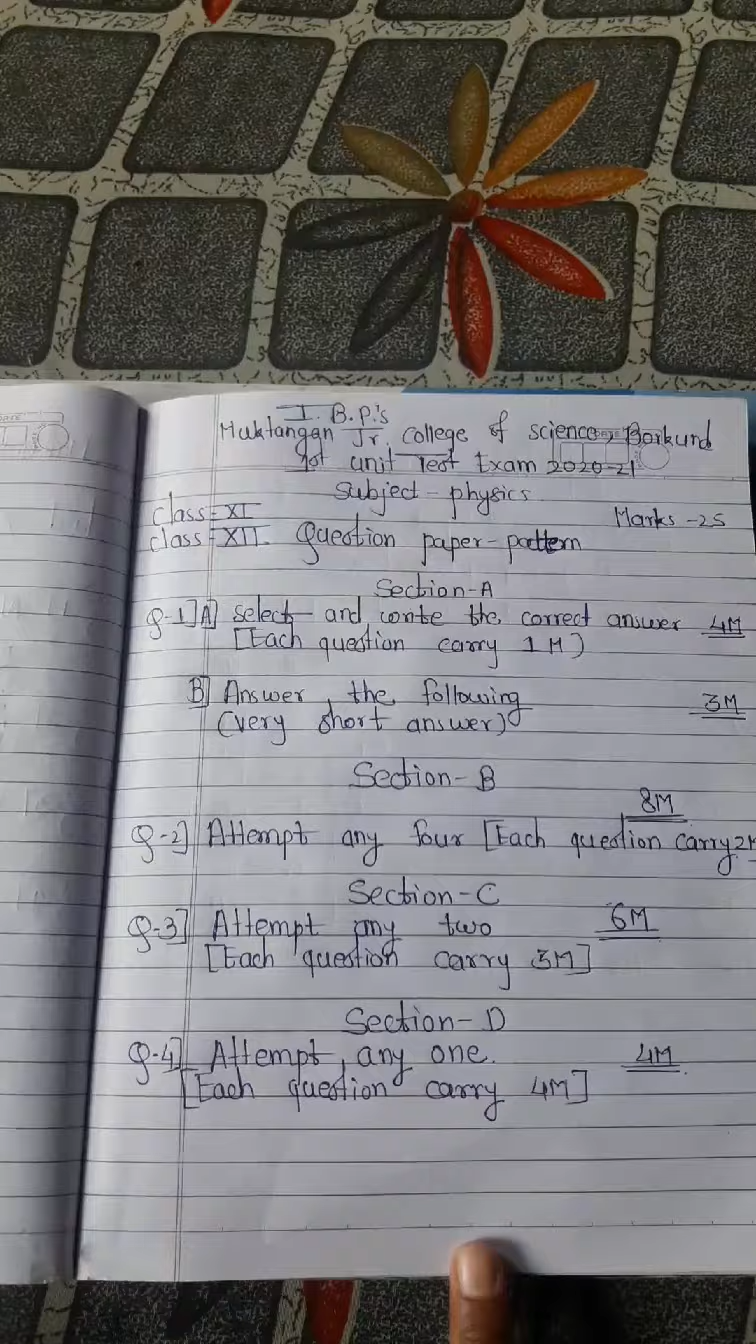 I. B.P.'s
Muktangan Jr. college of science, Borkund
1st unit Test Exam 2020-21
Subject - physics
class - XI
Marks - 25
class - XII Question paper - pattern
Section - A
Q-1] A] Select and write the correct answer 4M
[Each question carry 1M)
B] Answer the following 3M
(very short answer)
Section - B
8M
Q-2] Attempt any four [Each question carry 2M
Section - C
Q-3] Attempt any two 6M
[Each question carry 3M]
Section - D
Q-4] Attempt any one. 4M
[Each question carry 4M]